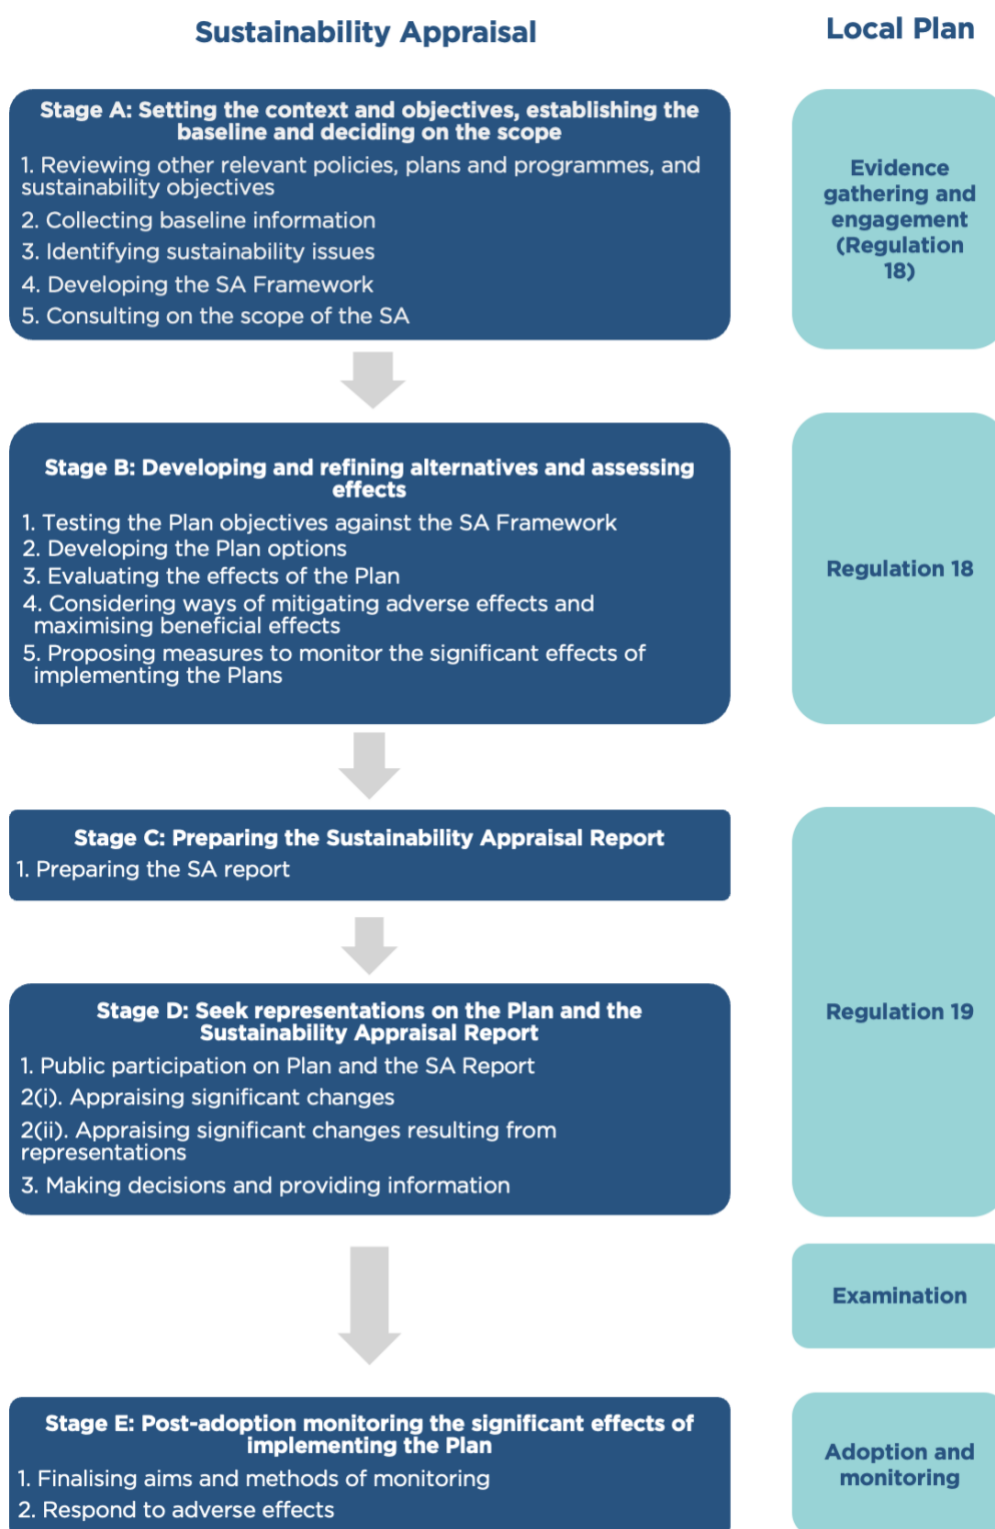 Sustainability Appraisal
Local Plan
Stage A: Setting the context and objectives, establishing the
baseline and deciding on the scope
1. Reviewing other relevant policies, plans and programmes, and
sustainability objectives
2. Collecting baseline information
3. Identifying sustainability issues
4. Developing the SA Framework
5. Consulting on the scope of the SA
Evidence
gathering and
engagement
(Regulation
18)
Stage B: Developing and refining alternatives and assessing
effects
1. Testing the Plan objectives against the SA Framework
2. Developing the Plan options
3. Evaluating the effects of the Plan
4. Considering ways of mitigating adverse effects and
maximising beneficial effects
5. Proposing measures to monitor the significant effects of
implementing the Plans
Regulation 18
Stage C: Preparing the Sustainability Appraisal Report
1. Preparing the SA report
Stage D: Seek representations on the Plan and the
Sustainability Appraisal Report
1. Public participation on Plan and the SA Report
2(i). Appraising significant changes
2(ii). Appraising significant changes resulting from
representations
3. Making decisions and providing information
Regulation 19
Examination
Stage E: Post-adoption monitoring the significant effects of
implementing the Plan
1. Finalising aims and methods of monitoring
2. Respond to adverse effects
Adoption and
monitoring